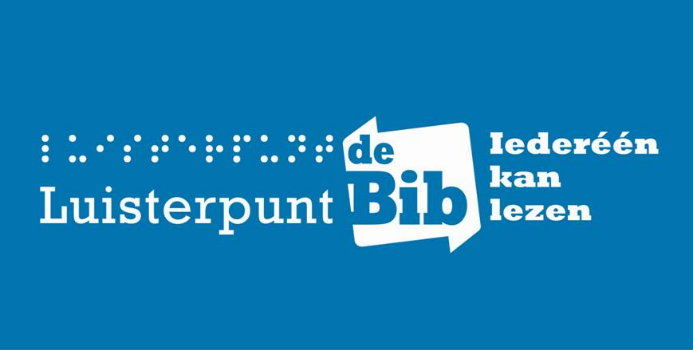 ⠇⠥⠊⠎⠞⠑⠗⠏⠥⠝⠞
Luisterpunt
de
Bib
Iederéén
kan
lezen